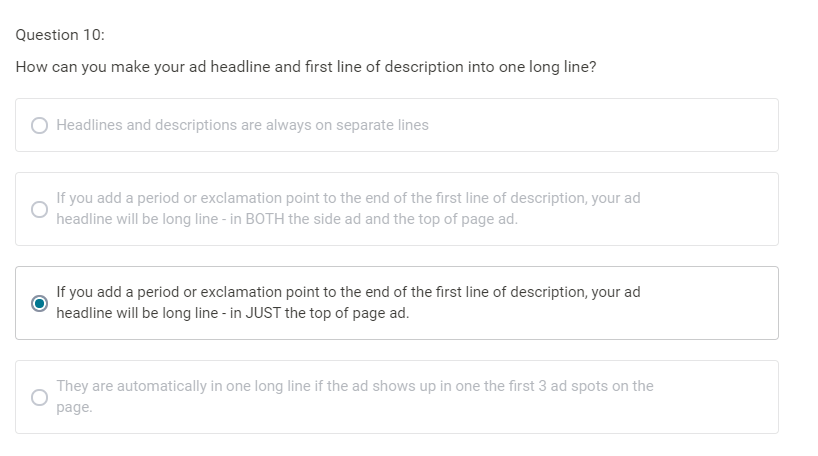 Question 10:
How can you make your ad headline and first line of description into one long line?
Headlines and descriptions are always on separate lines
If you add a period or exclamation point to the end of the first line of description, your ad
headline will be long line - in BOTH the side ad and the top of page ad.
If you add a period or exclamation point to the end of the first line of description, your ad
headline will be long line - in JUST the top of page ad.
They are automatically in one long line if the ad shows up in one the first 3 ad spots on the
page.